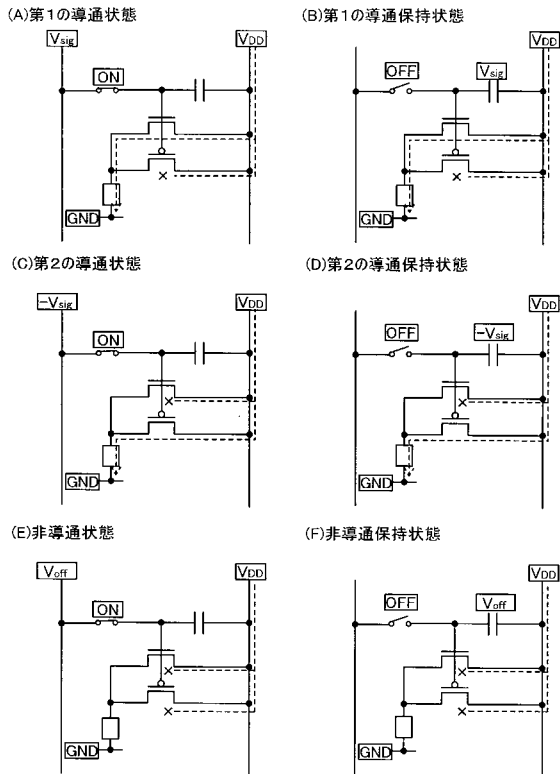 (A)第1の導通状態
Vsig
VDD
ON
GND
(B)第1の導通保持状態
VDD
OFF
Vsig
GND
(C)第2の導通状態
-Vsig
VDD
ON
GND
(D)第2の導通保持状態
VDD
OFF
-Vsig
GND
(E)非導通状態
Voff
VDD
ON
GND
(F)非導通保持状態
VDD
OFF
Voff
GND